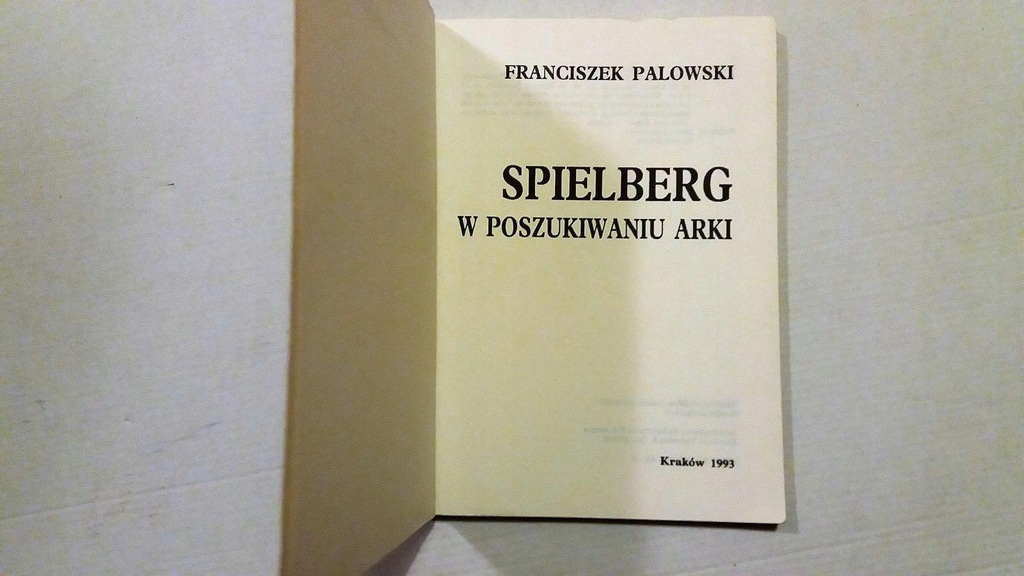 FRANCISZEK PALOWSKI
SPIELBERG
W POSZUKIWANIU ARKI
Kraków 1993